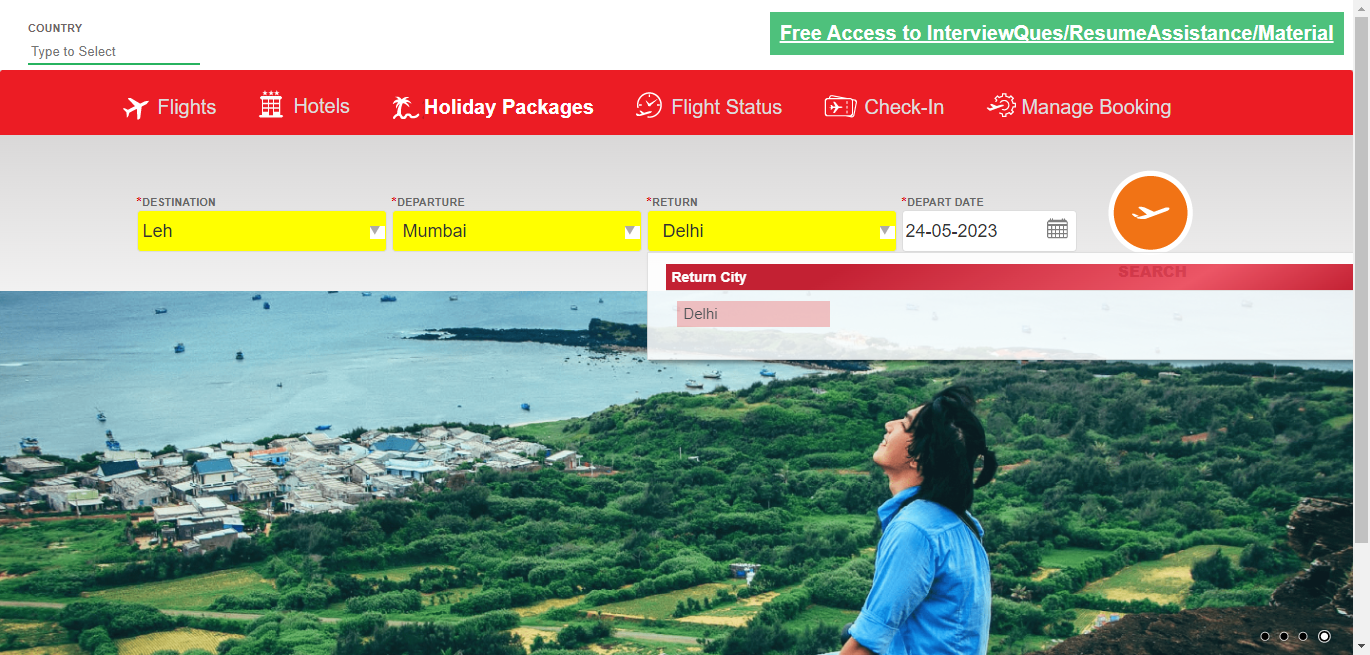 COUNTRY
Type to Select
Free Access to InterviewQues/ResumeAssistance/Material
Flights Hotels Holiday Packages Flight Status Check-In Manage Booking
*DESTINATION *DEPARTURE *RETURN *DEPART DATE
Leh Mumbai Delhi 24-05-2023
SEARCH
Return City
Delhi